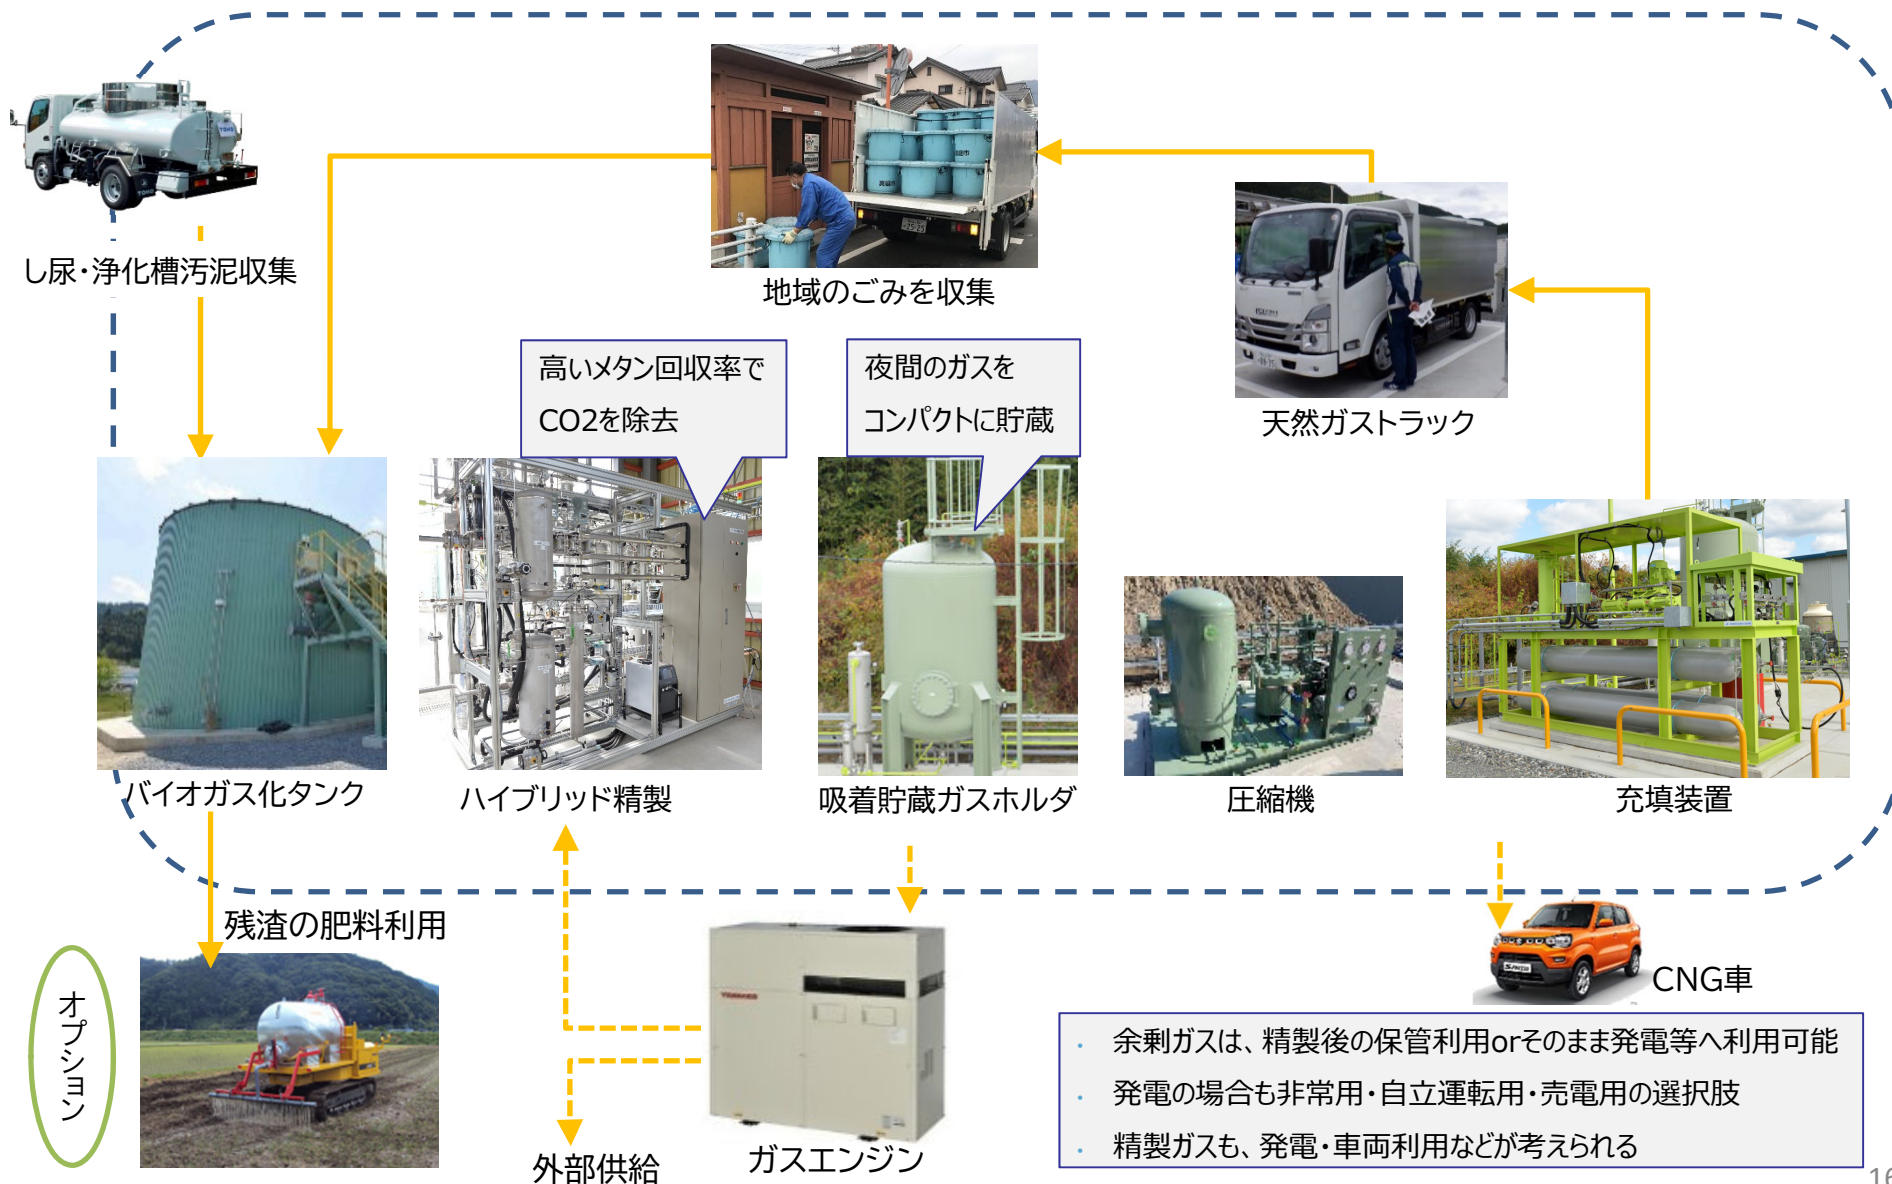 TOHO
TOHO
し尿・浄化槽汚泥収集
25-25
地域のごみを収集
天然ガストラック
高いメタン回収率で
CO2を除去
夜間のガスを
コンパクトに貯蔵
バイオガス化タンク
ハイブリッド精製
吸着貯蔵ガスホルダ
圧縮機
充填装置
残渣の肥料利用
オプション
YANMAR
外部供給
ガスエンジン
CNG車
・ 余剰ガスは、精製後の保管利用orそのまま発電等へ利用可能
・ 発電の場合も非常用・自立運転用・売電用の選択肢
・ 精製ガスも、発電・車両利用などが考えられる
16